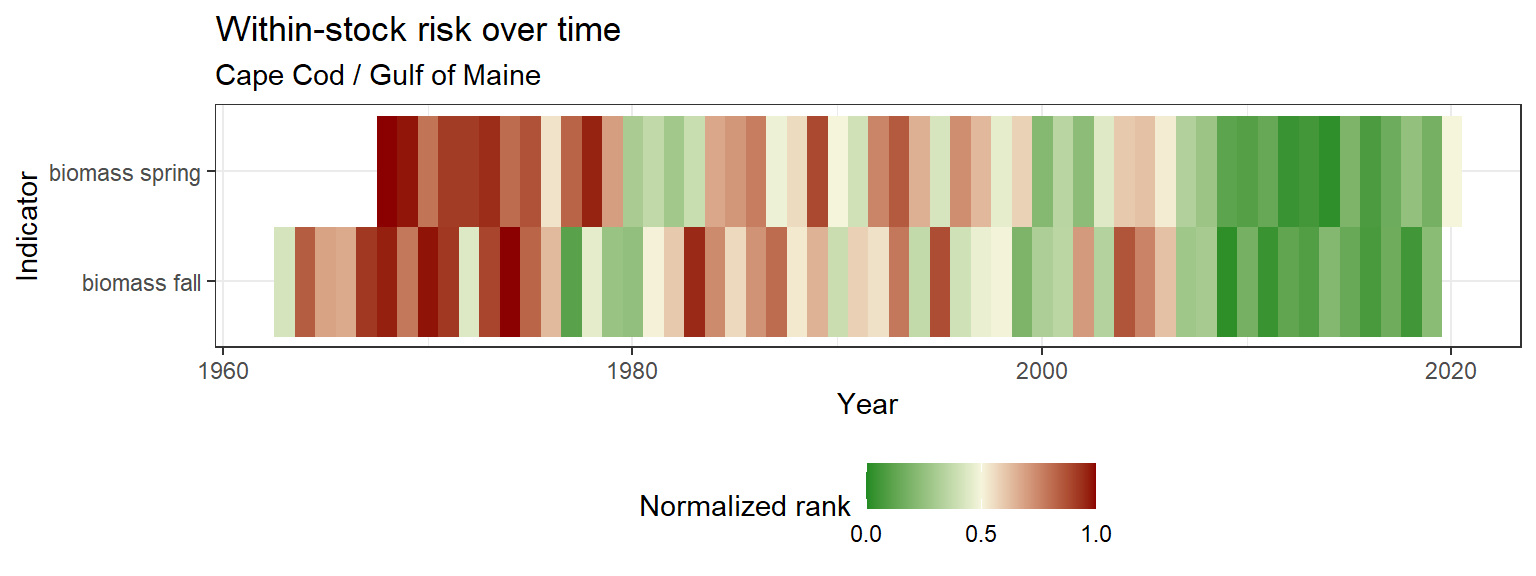 Within-stock risk over time
Cape Cod / Gulf of Maine
Indicator
biomass spring
biomass fall
1960 1980 2000 2020
Year
Normalized rank
0.0 0.5 1.0